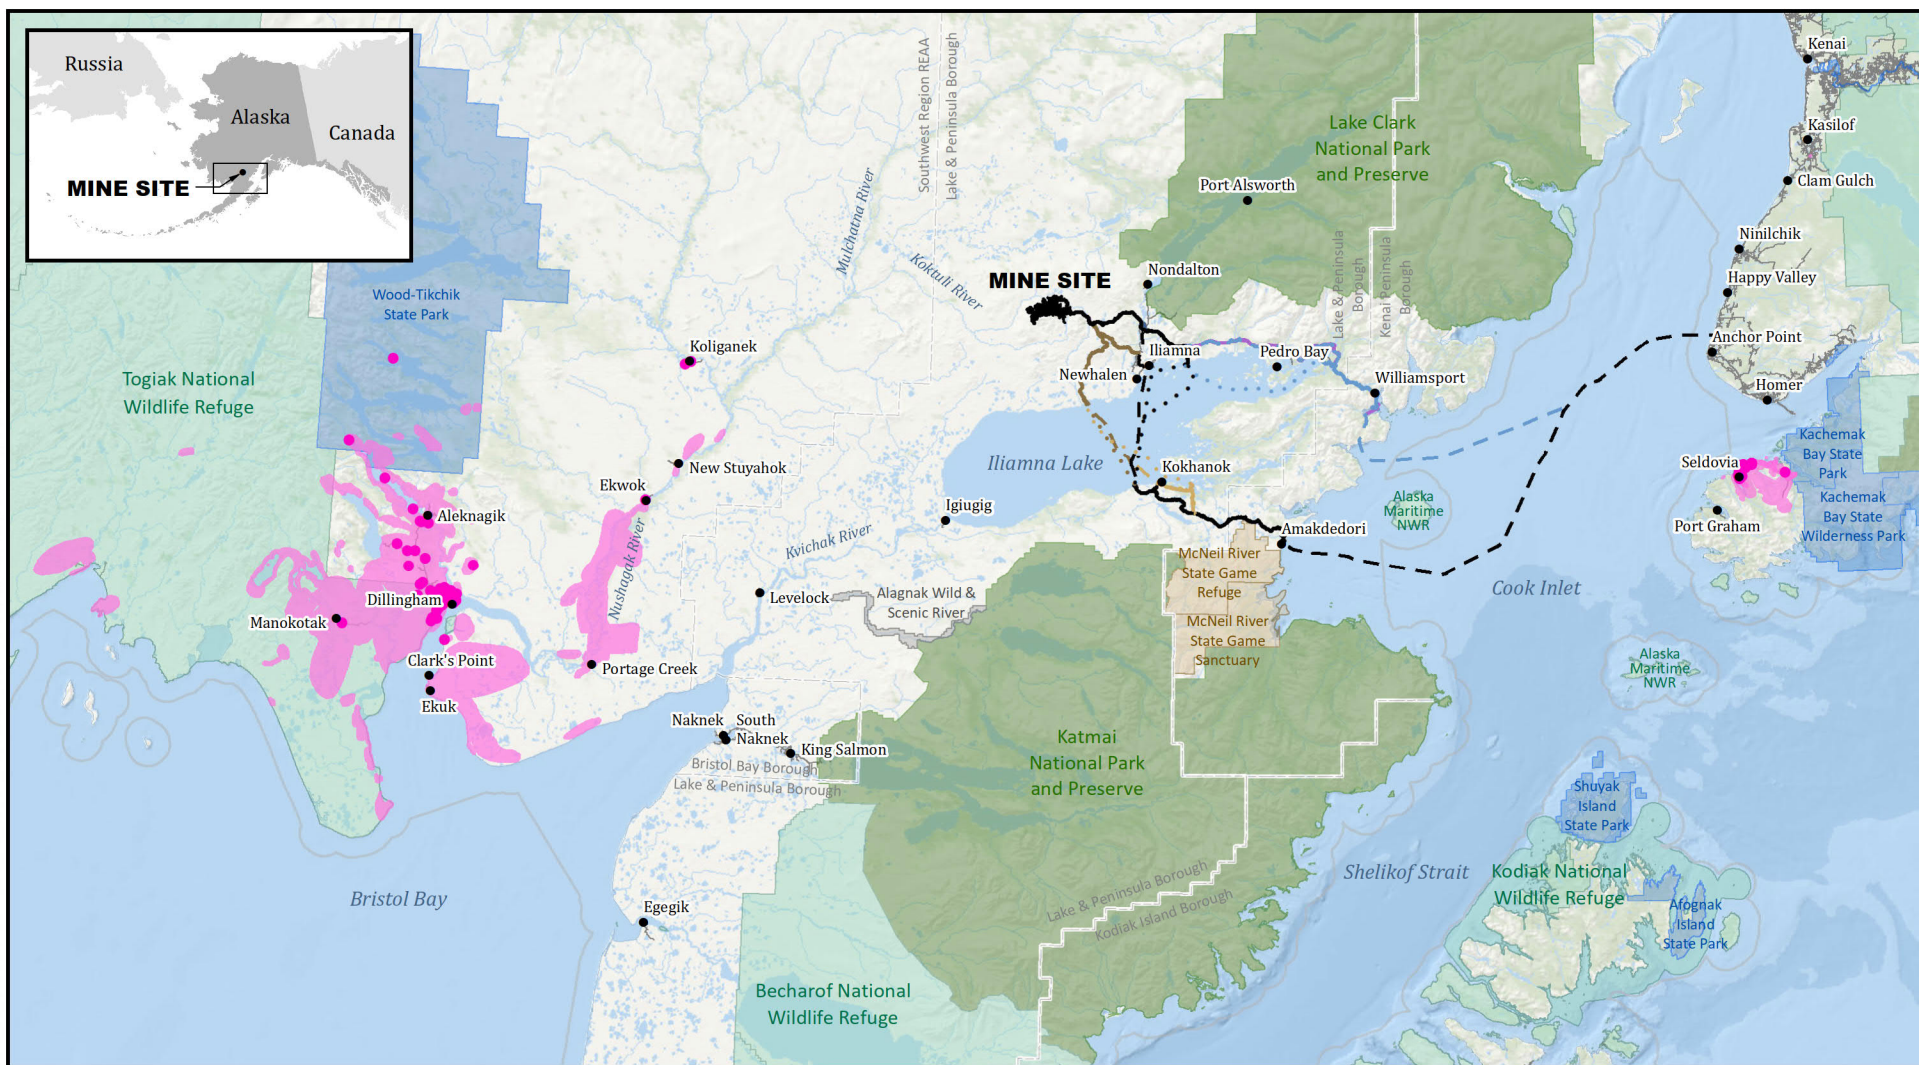 Russia
Alaska
Canada
MINE SITE
Southwest Region REAA
Lake & Peninsula Borough
Mulchatna River
Koktuli River
Lake Clark
National Park
and Preserve
Port Alsworth
Lake & Peninsula
Borough
Kenai Peninsula
Borough
Kenai
Kasilof
Clam Gulch
Ninilchik
Happy Valley
Anchor Point
Homer
MINE SITE
Nondalton
Wood-Tikchik
State Park
Togiak National
Wildlife Refuge
Koliganek
Iliamna
Newhalen
Pedro Bay
Williamsport
Iliamna Lake
Kokhanok
New Stuyahok
Ekwok
Aleknagik
Igiugig
Kvichak River
Nushagak River
Alaska
Maritime
NWR
Amakdedori
Kachemak
Bay State
Park
Seldovia
Kachemak
Bay State
Wilderness Park
Port Graham
McNeil River
State Game
Refuge
McNeil River
State Game
Sanctuary
Cook Inlet
Levelock
Alagnak Wild &
Scenic River
Dillingham
Manokotak
Clark's Point
Ekuk
Portage Creek
Alaska
Maritime
NWR
Naknek
South
Naknek
King Salmon
Bristol Bay Borough
Lake & Peninsula Borough
Katmai
National Park
and Preserve
Shuyak
Island
State Park
Lake & Peninsula Borough
Kodiak Island Borough
Shelikof Strait
Kodiak National
Wildlife Refuge
Afognak
Island
State Park
Bristol Bay
Egegik
Becharof National
Wildlife Refuge